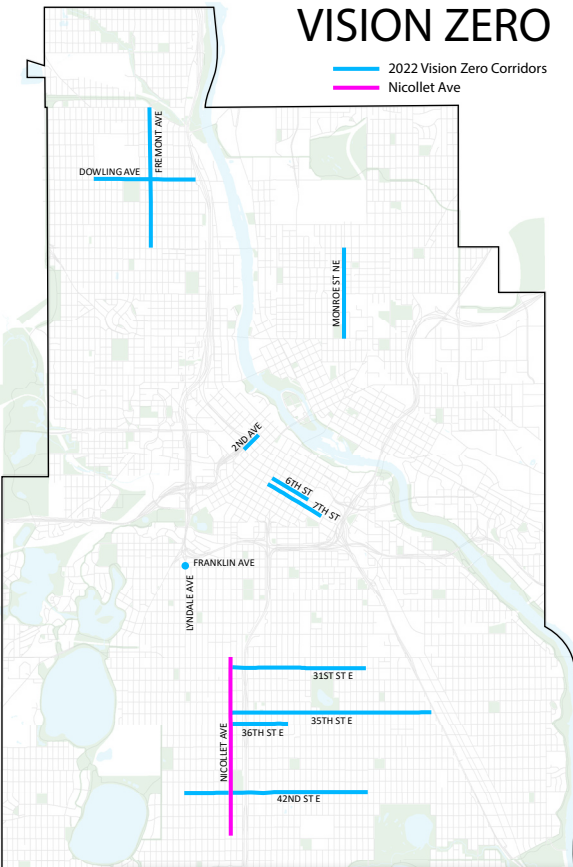 VISION ZERO
2022 Vision Zero Corridors
Nicollet Ave
FREMONT AVE
DOWLING AVE
MONROE ST NE
2ND AVE
6TH ST
7TH ST
FRANKLIN AVE
LYNDALE AVE
31ST ST E
35TH ST E
36TH ST E
NICOLLET AVE
42ND ST E